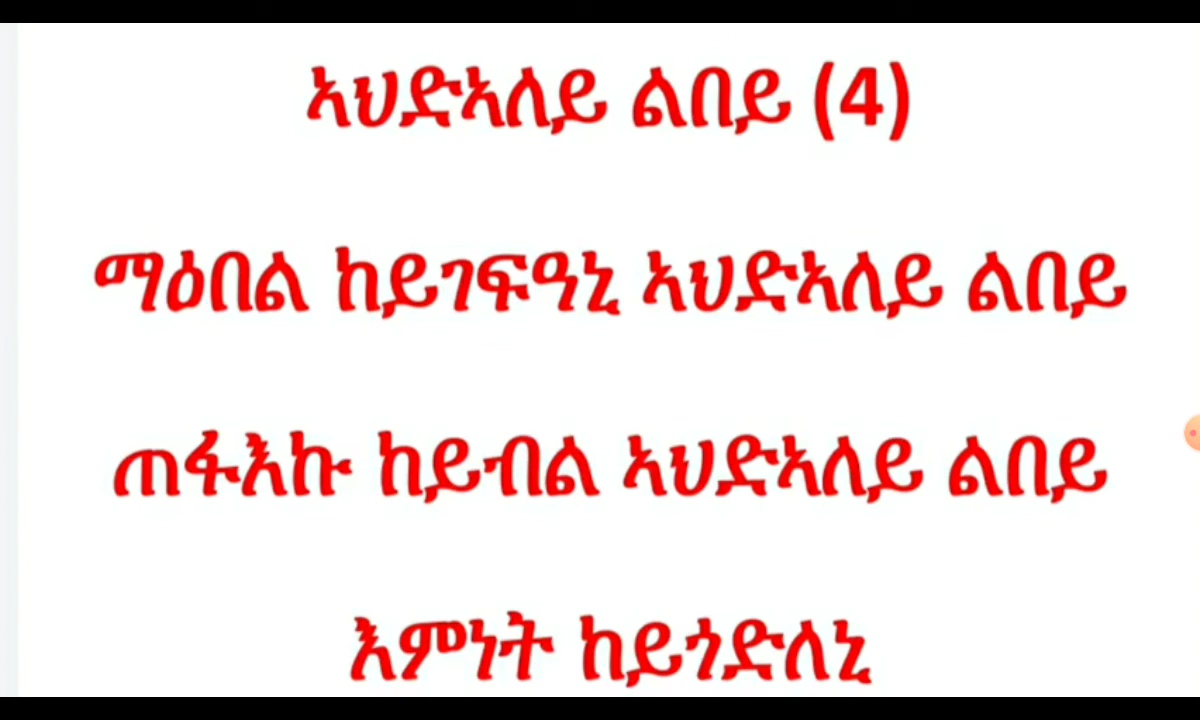 ኣህድኣለይ ልበይ (4)
ማዕበል ከይገፍዓኒ ኣህድኣለይ ልበይ
ጠፋእኩ ከይብል ኣህድኣለይ ልበይ
እምነት ከይጎድለኒ